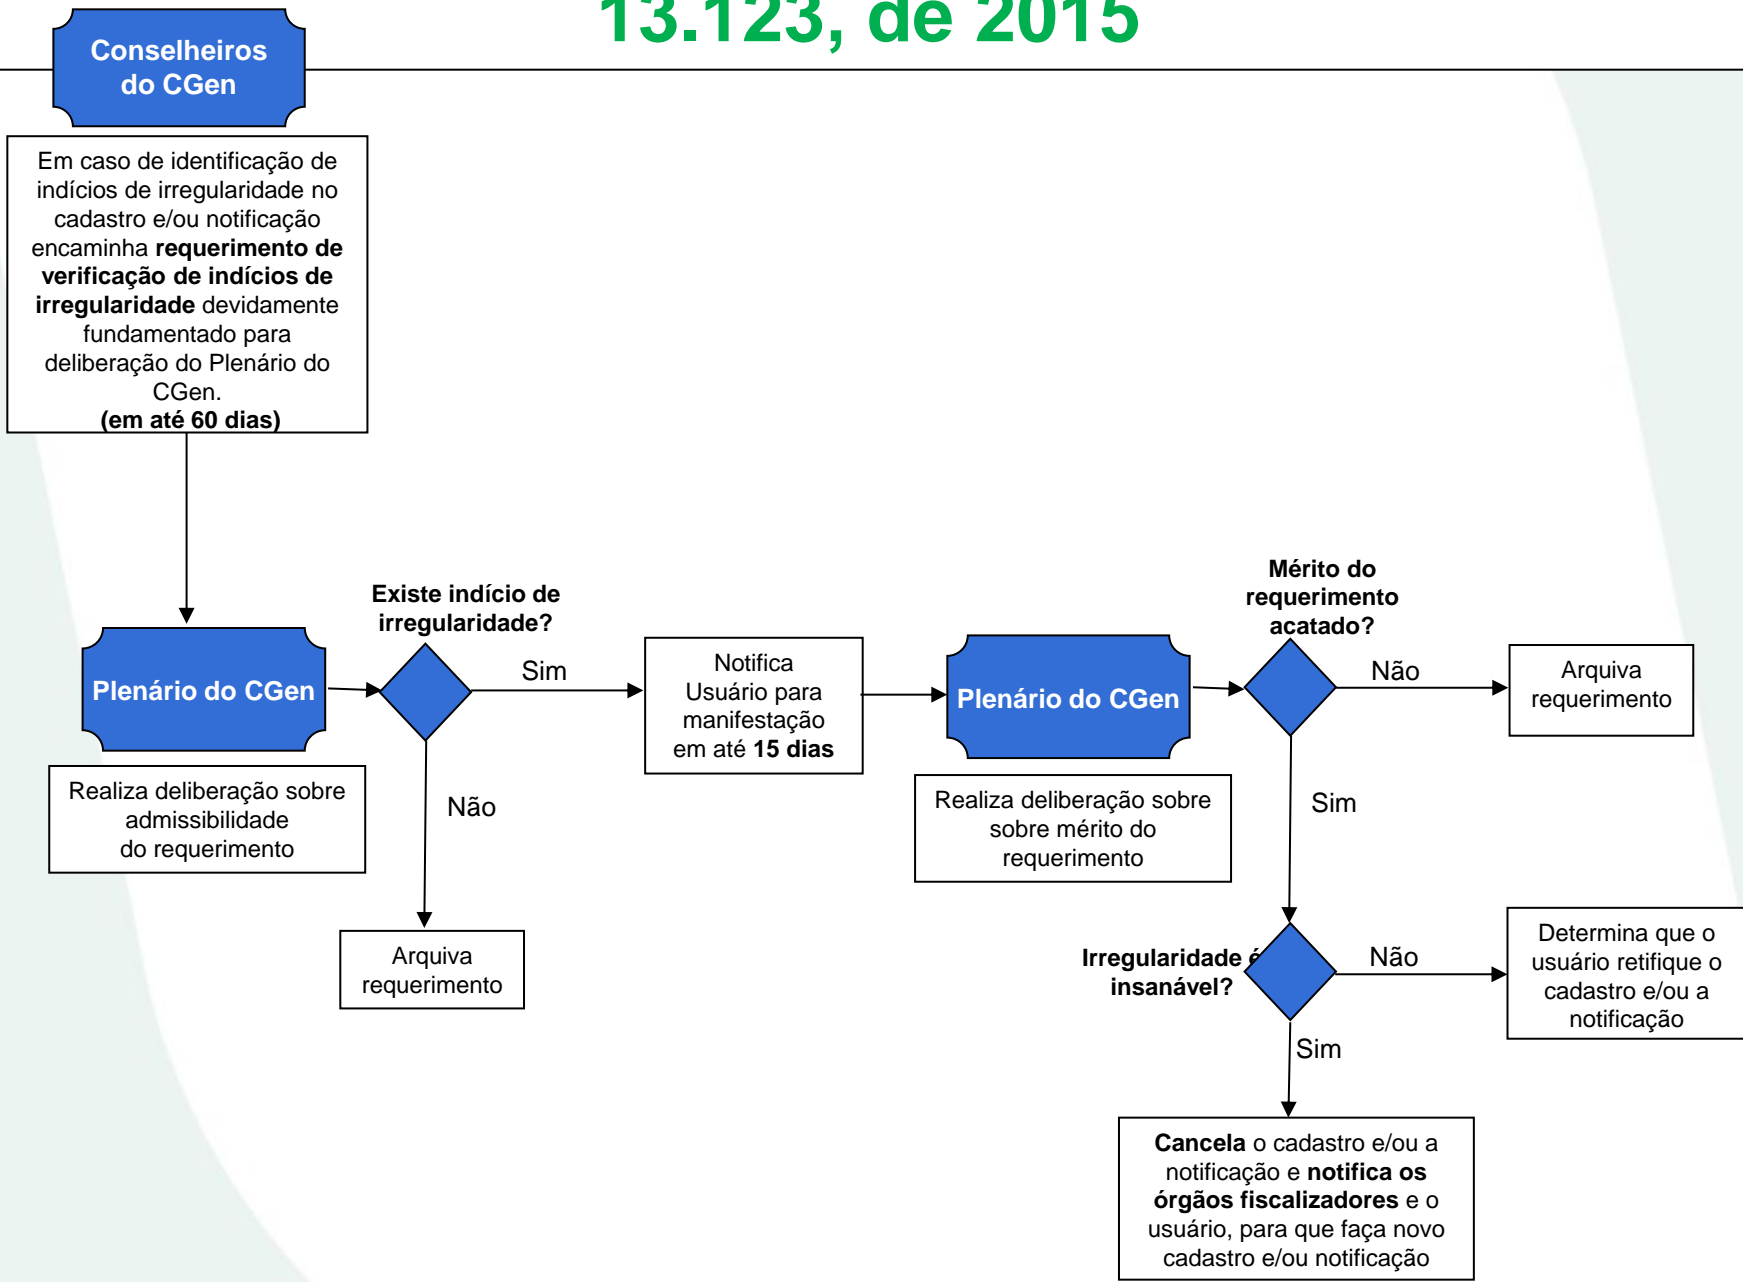 13.123, de 2015
Conselheiros
do CGen
Em caso de identificação de
indícios de irregularidade no
cadastro e/ou notificação
encaminha requerimento de
verificação de indícios de
irregularidade devidamente
fundamentado para
deliberação do Plenário do
CGen.
(em até 60 dias)
Plenário do CGen
Realiza deliberação sobre
admissibilidade
do requerimento
Existe indício de
irregularidade?
Sim
Não
Arquiva
requerimento
Notifica
Usuário para
manifestação
em até 15 dias
Plenário do CGen
Realiza deliberação sobre
sobre mérito do
requerimento
Mérito do
requerimento
acatado?
Não
Arquiva
requerimento
Sim
Irregularidade é
insanável?
Não
Determina que o
usuário retifique o
cadastro e/ou a
notificação
Sim
Cancela o cadastro e/ou a
notificação e notifica os
órgãos fiscalizadores e o
usuário, para que faça novo
cadastro e/ou notificação